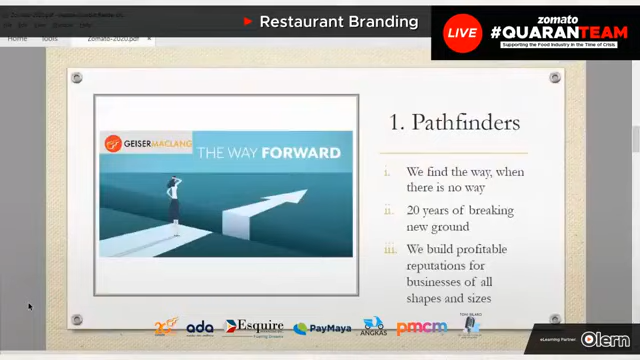 Restaurant Branding
LIVE
zomato
#QUARANTEAM
Supporting the Food Industry in the Time of Crisis
Home Tools Zomato-2020.pdf
GEISERMACLANG
THE WAY FORWARD
1. Pathfinders
i. We find the way, when
there is no way
ii. 20 years of breaking
new ground
iii. We build profitable
reputations for
businesses of all
shapes and sizes
ada
Esquire
PayMaya
ANGKAS
pmcm
eLearning Partner
Olern